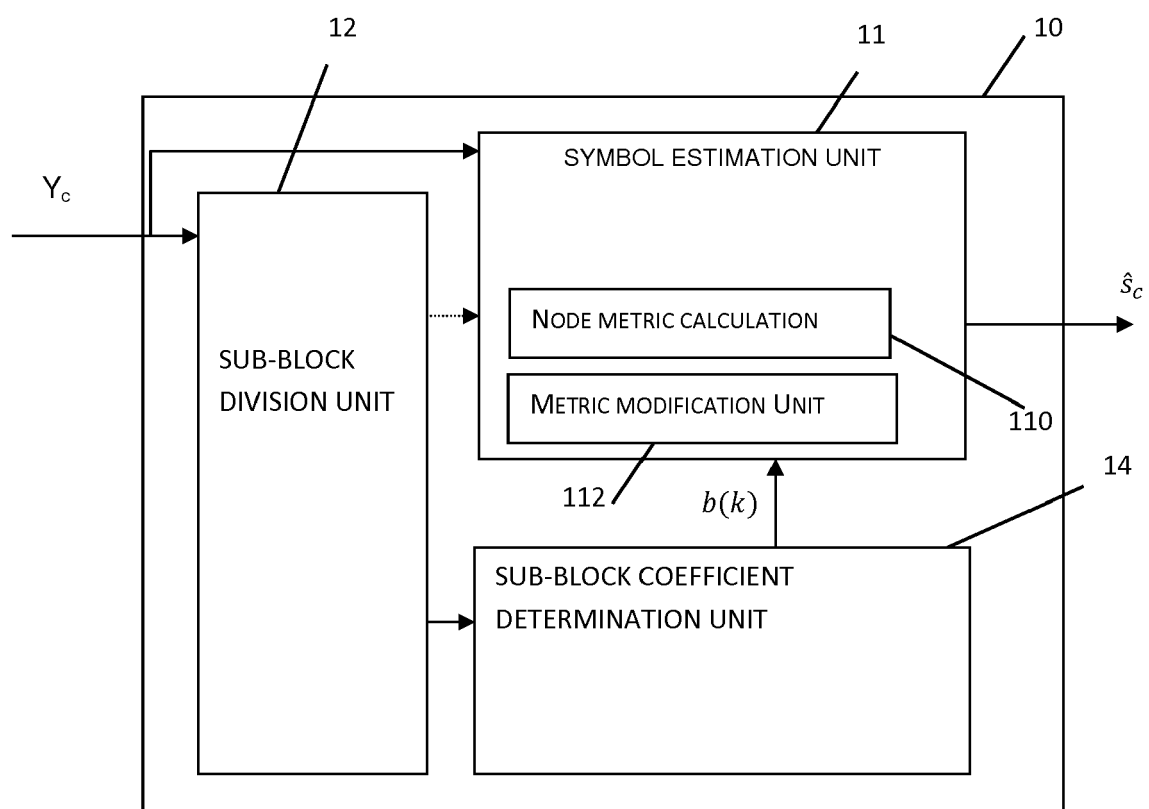 12
11
10
SYMBOL ESTIMATION UNIT
Y_c
ŝ_c
NODE METRIC CALCULATION
SUB-BLOCK
DIVISION UNIT
METRIC MODIFICATION UNIT
110
14
112
b(k)
SUB-BLOCK COEFFICIENT
DETERMINATION UNIT